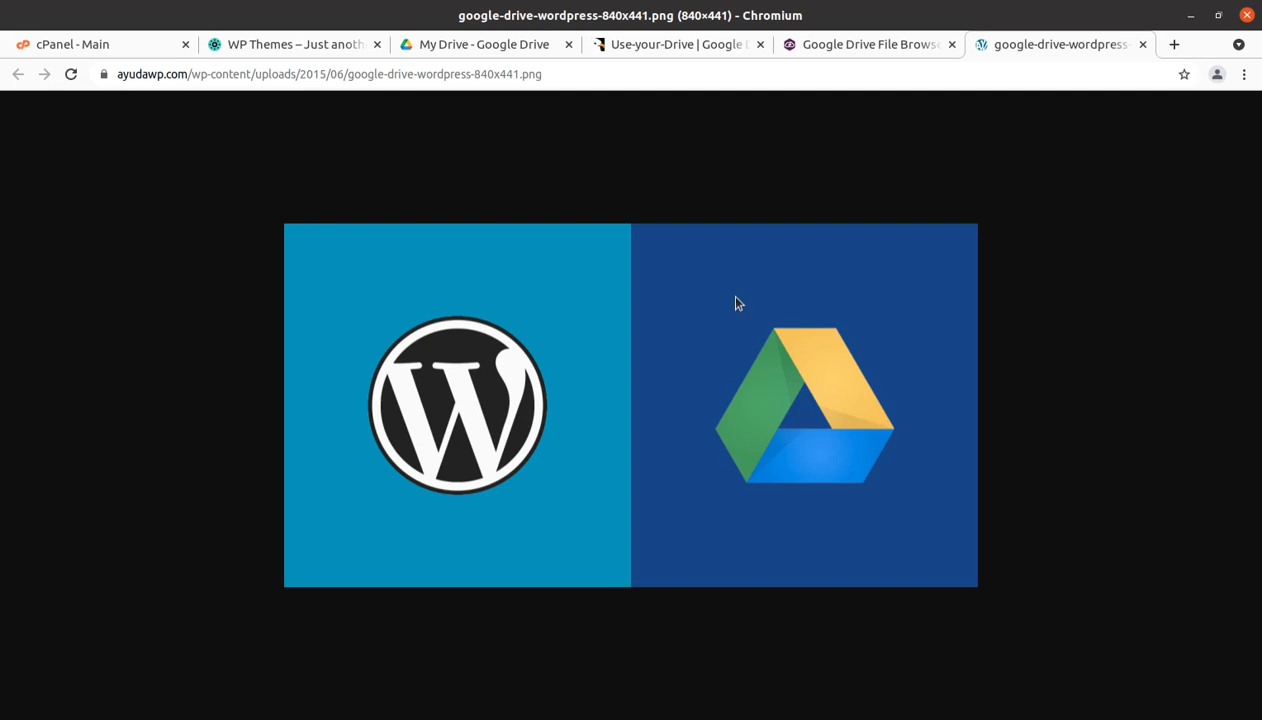 google-drive-wordpress-840x441.png (840×441) - Chromium
cPanel - Main
WP Themes – Just anoth
My Drive - Google Drive
Use-your-Drive | Google D
Google Drive File Browse
google-drive-wordpress-
ayudawp.com/wp-content/uploads/2015/06/google-drive-wordpress-840x441.png